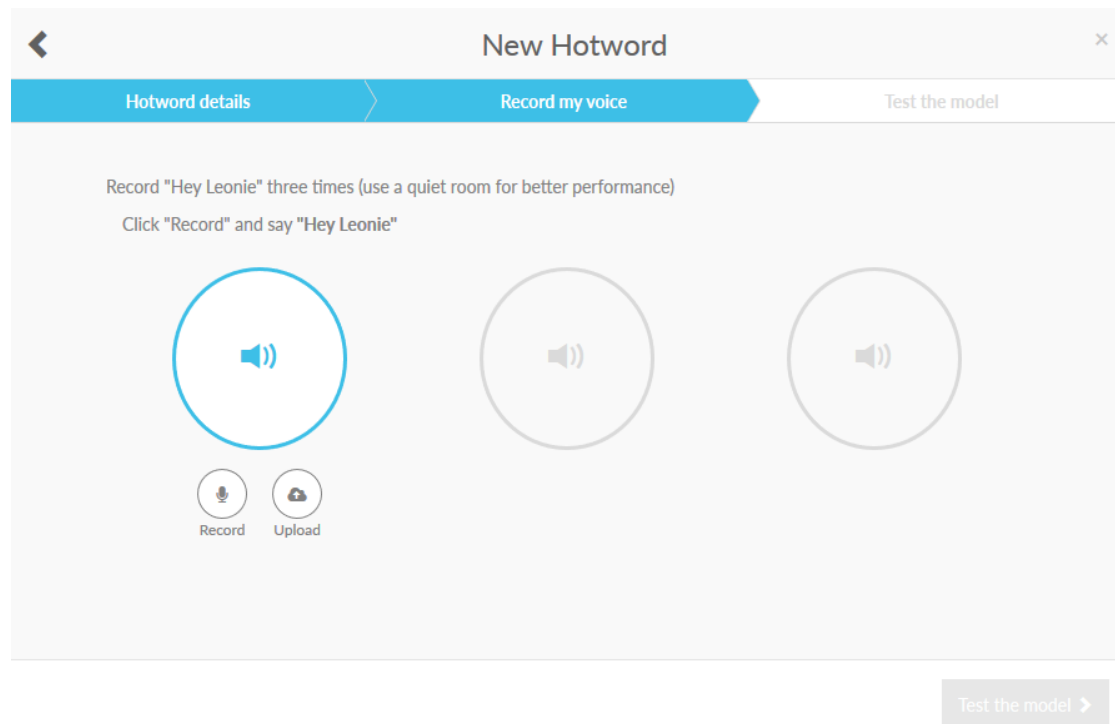 New Hotword
×
Hotword details
Record my voice
Test the model
Record "Hey Leonie" three times (use a quiet room for better performance)
Click "Record" and say "Hey Leonie"
Record
Upload
Test the model